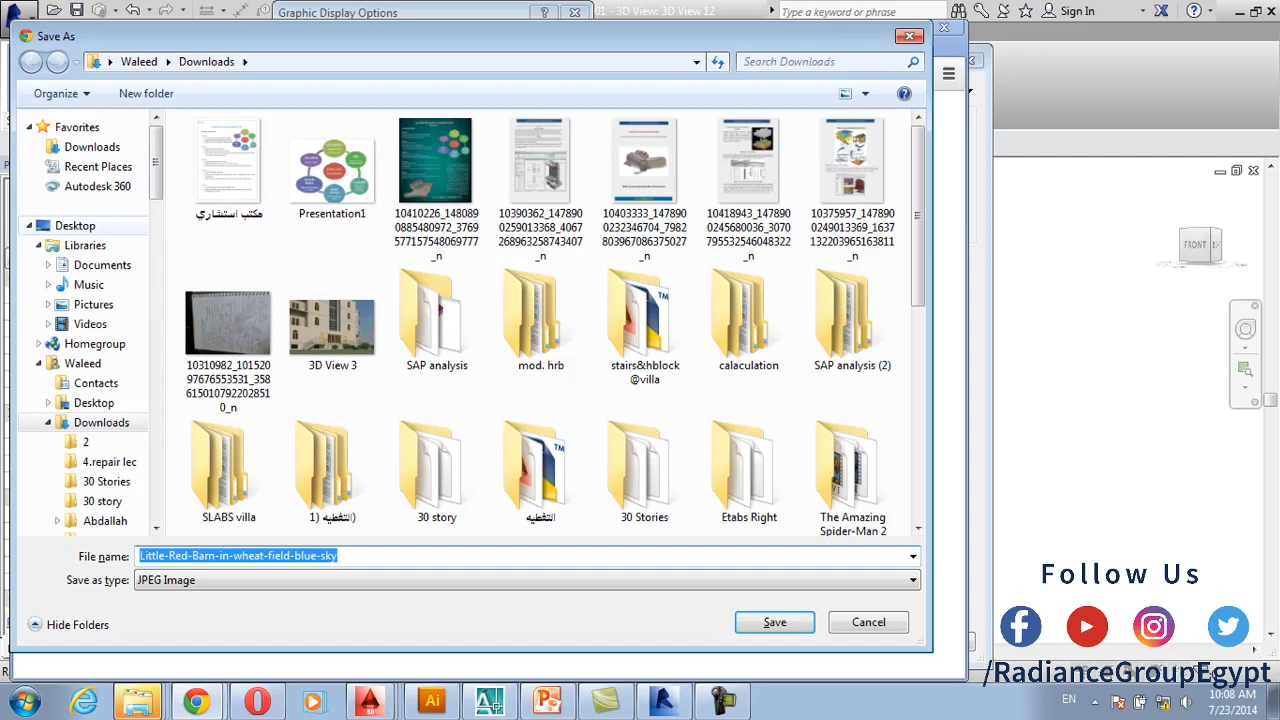 Graphic Display Options
01 - 3D View: 3D View 12
Type a keyword or phrase
Sign In
Save As
Waleed
Downloads
Search Downloads
Organize
New folder
Favorites
Downloads
Recent Places
Autodesk 360
Desktop
Libraries
Documents
Music
Pictures
Videos
Homegroup
Waleed
Contacts
Desktop
Downloads
2
4.repair lec
30 Stories
30 story
Abdallah
مكتب استشاري
Presentation1
10410226_148089
0885480972_3769
577157548069777
_n
10390362_147890
0259013368_4067
268963258743407
_n
10403333_147890
0232346704_7982
803967086375027
_n
10418943_147890
0245680036_3070
795532546048322
_n
10375957_147890
0249013369_1637
132203965163811
_n
10310982_101520
97676553531_358
615010792202851
0_n
3D View 3
SAP analysis
mod. hrb
stairs&hblock
@villa
calaculation
SAP analysis (2)
SLABS villa
التغطيه) (1
30 story
التغطيه
30 Stories
Etabs Right
The Amazing
Spider-Man 2
File name:
Little-Red-Barn-in-wheat-field-blue-sky
Save as type:
JPEG Image
Hide Folders
Save
Cancel
FRONT
Follow Us
/RadianceGroupEgypt
EN
10:08 AM
7/23/2014